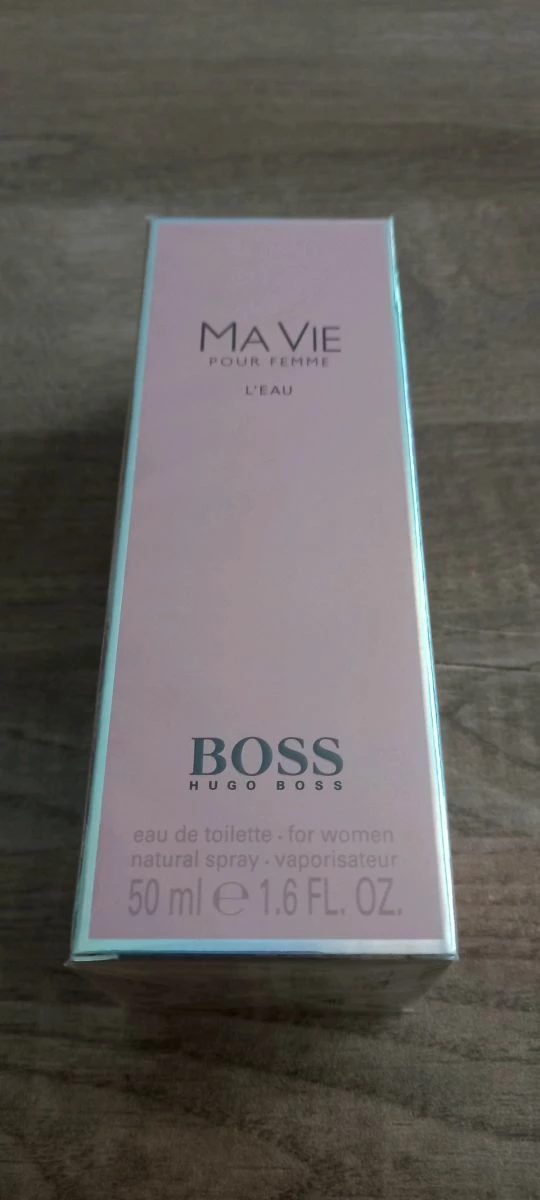 MA VIE
POUR FEMME
L'EAU
BOSS
HUGO BOSS
eau de toilette · for women
natural spray · vaporisateur
50 ml ℮ 1.6 FL. OZ.